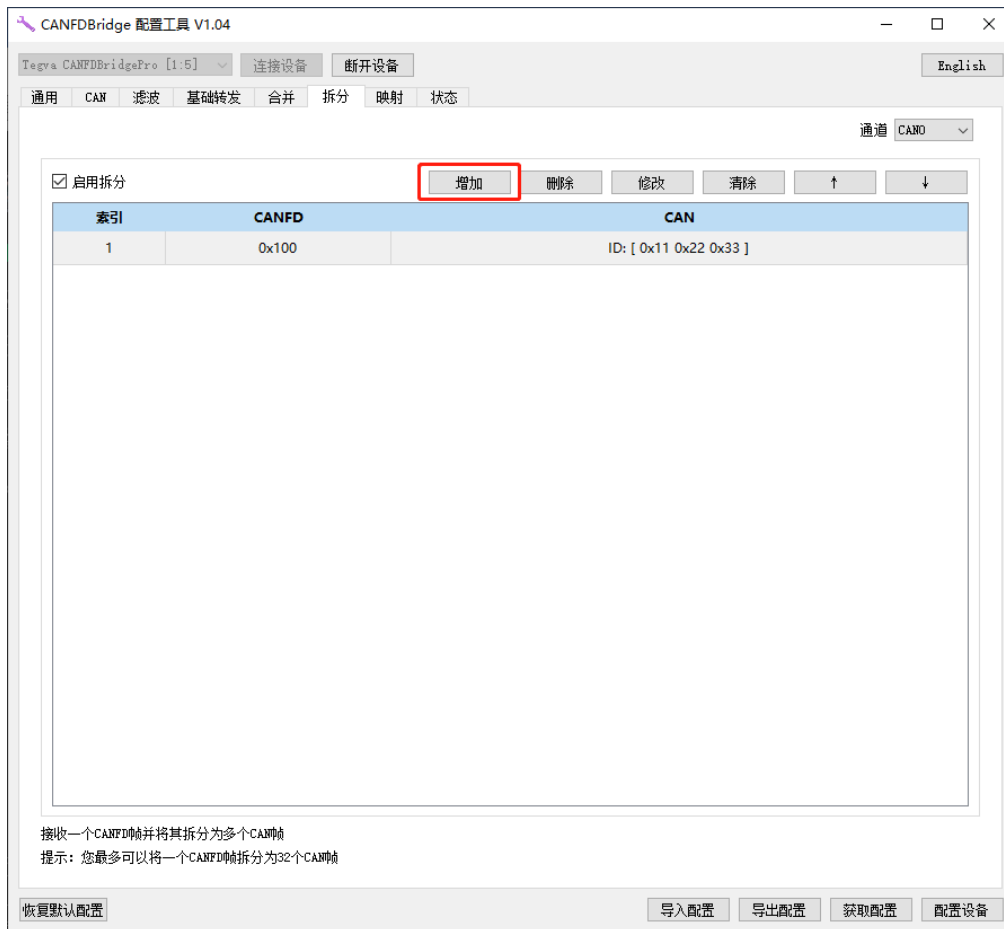 CANFDBridge 配置工具 V1.04
Tegva CANFDBridgePro [1:5] 连接设备 断开设备 English
通用 CAN 滤波 基础转发 合并 拆分 映射 状态
通道 CAN0
启用拆分 增加 删除 修改 清除 ↑ ↓
索引 CANFD CAN
1 0x100 ID: [ 0x11 0x22 0x33 ]
接收一个CANFD帧并将其拆分为多个CAN帧
提示: 您最多可以将一个CANFD帧拆分为32个CAN帧
恢复默认配置 导入配置 导出配置 获取配置 配置设备